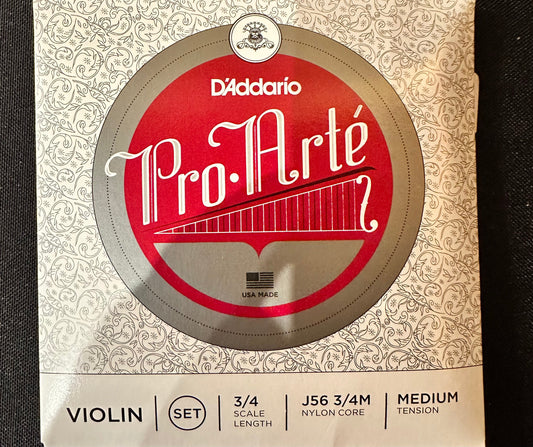 D'Addario
Pro·Arté
USA MADE
VIOLIN
SET
3/4
SCALE
LENGTH
J56 3/4M
NYLON CORE
MEDIUM
TENSION